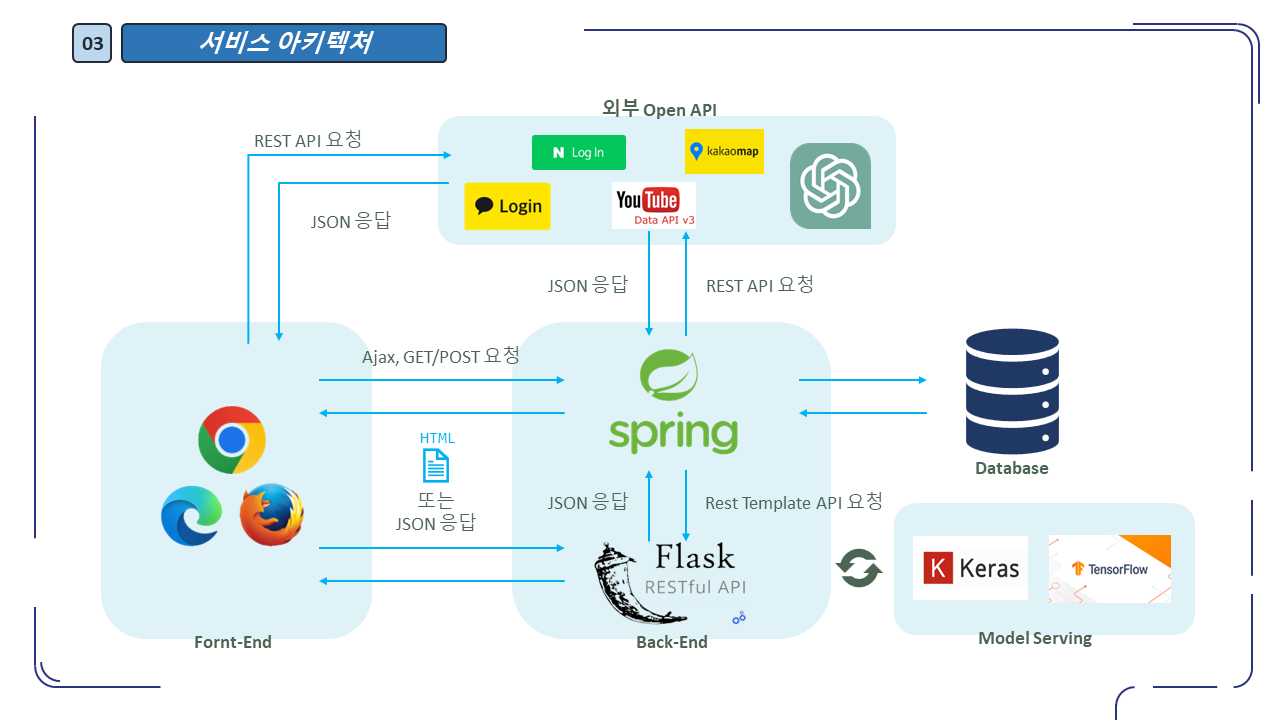 03
서비스 아키텍쳐
외부 Open API
REST API 요청
N Log In
kakaomap
JSON 응답
Login
YouTube
Data API v3
JSON 응답
REST API 요청
Ajax, GET/POST 요청
spring
HTML
또는
JSON 응답
Database
JSON 응답
Rest Template API 요청
Flask
RESTful API
K Keras
TensorFlow
Fornt-End
Back-End
Model Serving